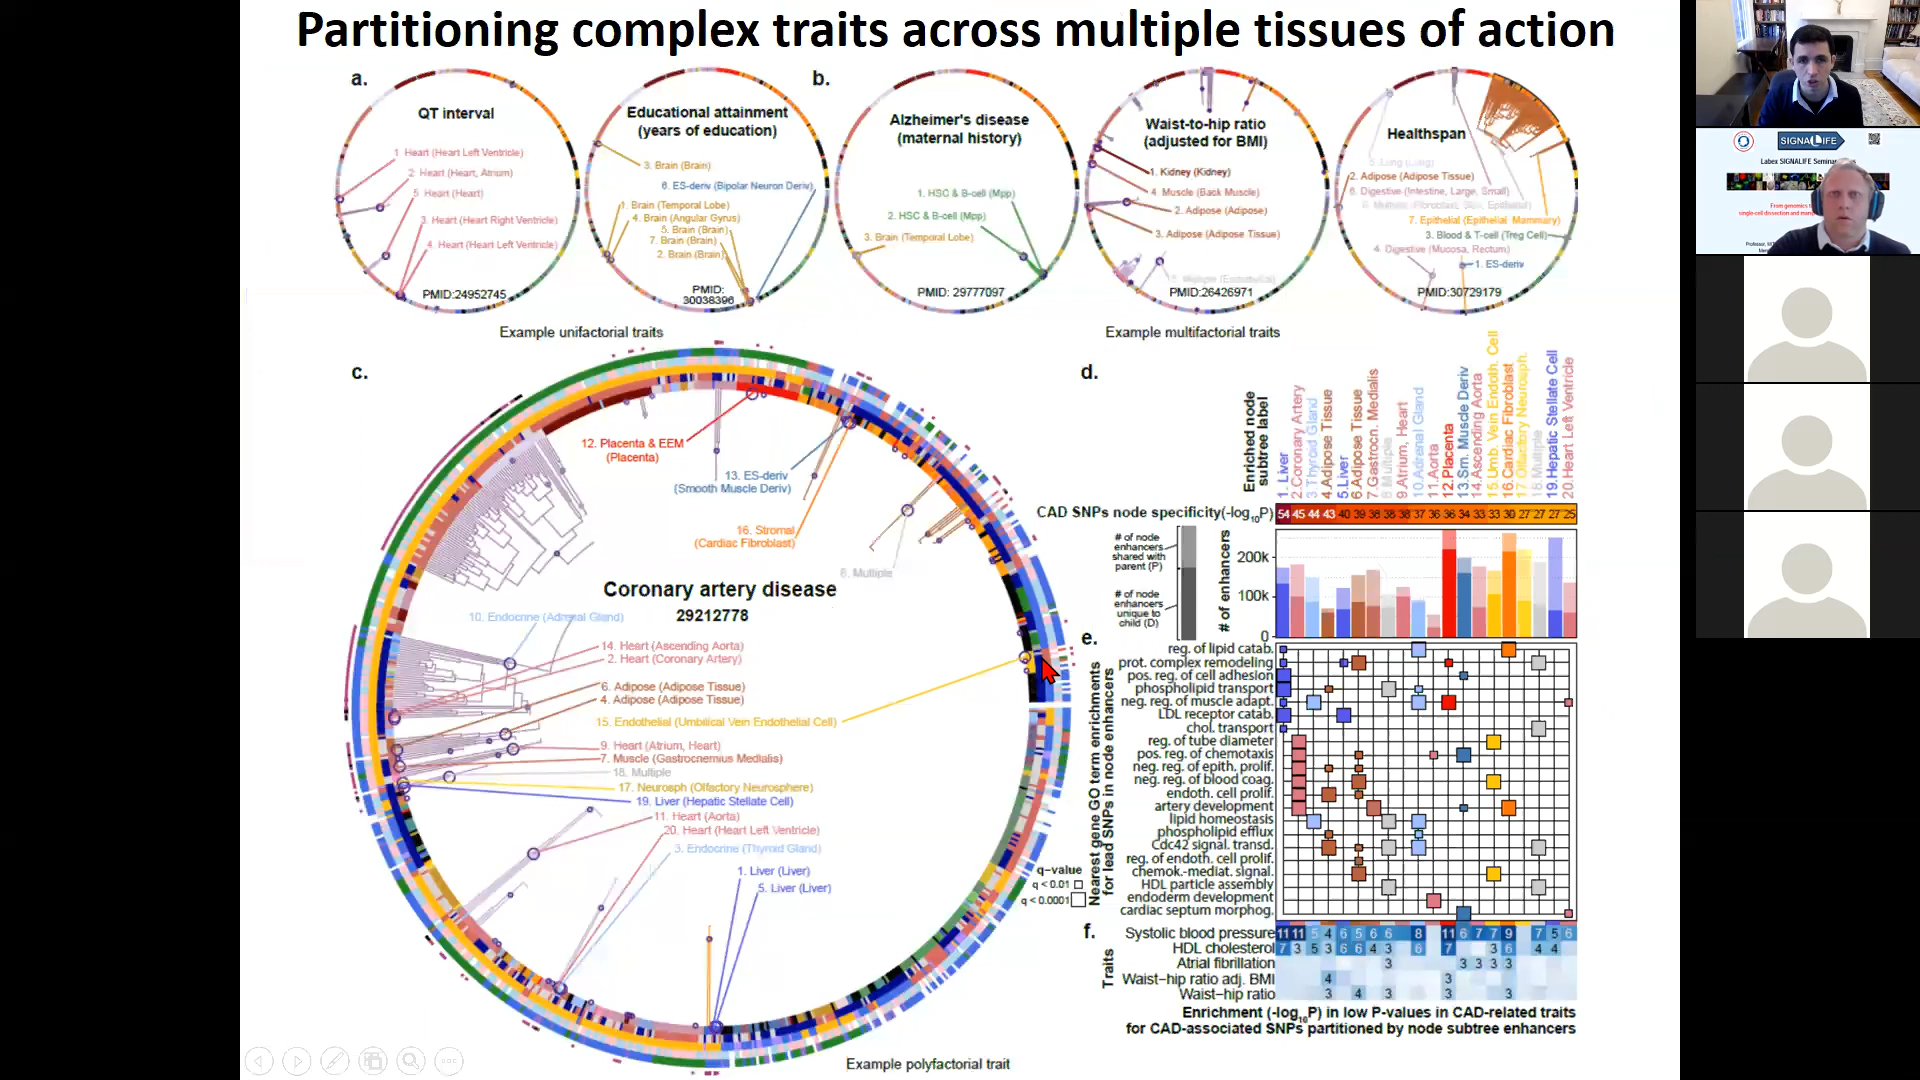 Partitioning complex traits across multiple tissues of action
a.
QT interval
1 Heart (Heart Left Ventricle)
2: Heart (Heart, Atrium)
5 Heart (Heart)
3. Heart (Heart Right Ventricle)
4. Heart (Heart Left Ventricle)
PMID:24952745
Educational attainment
(years of education)
3. Brain (Brain)
6. ES-deriv (Bipolar Neuron Deriv)
1. Brain (Temporal Lobe)
4. Brain (Angular Gyrus)
5. Brain (Brain)
7. Brain (Brain)
2. Brain (Brain)
PMID:
30038396
Example unifactorial traits
b.
Alzheimer's disease
(maternal history)
1. HSC & B-cell (Mpp)
2. HSC & B-cell (Mpp)
3. Brain (Temporal Lobe)
PMID: 29777097
Waist-to-hip ratio
(adjusted for BMI)
1. Kidney (Kidney)
4. Muscle (Back Muscle)
2. Adipose (Adipose)
3. Adipose (Adipose Tissue)
Multiple (Endothelial)
PMID:26426971
Healthspan
5. Lung (Lung)
2. Adipose (Adipose Tissue)
6. Digestive (Intestine, Large, Small)
7. Epithelial (Epithelial, Mammary)
3. Blood & T-cell (Treg Cell)
4. Digestive (Mucosa, Rectum)
1. ES-deriv
PMID:30729179
Example multifactorial traits
c.
12. Placenta & EEM
(Placenta)
13. ES-deriv
(Smooth Muscle Deriv)
16. Stromal
(Cardiac Fibroblast)
8. Multiple
Coronary artery disease
29212778
10. Endocrine (Adrenal Gland)
14. Heart (Ascending Aorta)
2. Heart (Coronary Artery)
6. Adipose (Adipose Tissue)
4. Adipose (Adipose Tissue)
15. Endothelial (Umbilical Vein Endothelial Cell)
9. Heart (Atrium, Heart)
7. Muscle (Gastrocnemius Medialis)
18. Multiple
17. Neurosph (Olfactory Neurosphere)
19. Liver (Hepatic Stellate Cell)
11. Heart (Aorta)
20. Heart (Heart Left Ventricle)
3. Endocrine (Thyroid Gland)
1. Liver (Liver)
5. Liver (Liver)
Example polyfactorial trait
d.
Enriched node
subtree label
1. Liver
2.Coronary Artery
3 Thyroid Gland
4.Adipose Tissue
5.Liver
6.Adipose Tissue
7.Gastrocn. Medialis
8 Multiple
9.Atrium, Heart
10.Adrenal Gland
11.Aorta
12.Placenta
13.Sm. Muscle Deriv
14.Ascending Aorta
15 Umb. Vein Endoth. Cell
16.Cardiac Fibroblast
17 Olfactory Neurosph.
18.Multiple
19.Hepatic Stellate Cell
20.Heart Left Ventricle
CAD SNPs node specificity(-log10P)
54 45 44 43 40 39 38 38 38 37 36 36 34 33 33 30 27 27 27 25
# of node
enhancers
shared with
parent (P)
# of node
enhancers
unique to
child (D)
# of enhancers
200k
100k
0
e.
Nearest gene GO term enrichments
for lead SNPs in node enhancers
reg. of lipid catab.
prot. complex remodeling
pos. reg. of cell adhesion
phospholipid transport
neg. reg. of muscle adapt.
LDL receptor catab.
chol. transport
reg. of tube diameter
pos. reg. of chemotaxis
neg. reg. of epith. prolif.
neg. reg. of blood coag.
endoth. cell prolif.
artery development
lipid homeostasis
phospholipid efflux
Cdc42 signal. transd.
reg. of endoth. cell prolif.
chemok.-mediat. signal.
HDL particle assembly
endoderm development
cardiac septum morphog.
q-value
q < 0.01
q < 0.0001
f.
Traits
Systolic blood pressure 11 11 5 4 6 5 6 6 8 11 6 7 7 9 7 5 6
HDL cholesterol 7 3 5 3 6 6 4 3 6 7 3 6 4 4
Atrial fibrillation 3 3 3 3 3
Waist-hip ratio adj. BMI 4 3
Waist-hip ratio 3 4 3 3 3
Enrichment (-log10P) in low P-values in CAD-related traits
for CAD-associated SNPs partitioned by node subtree enhancers
SIGNALIFE
Labex SIGNALIFE Seminar
From genomics
single-cell dissection and